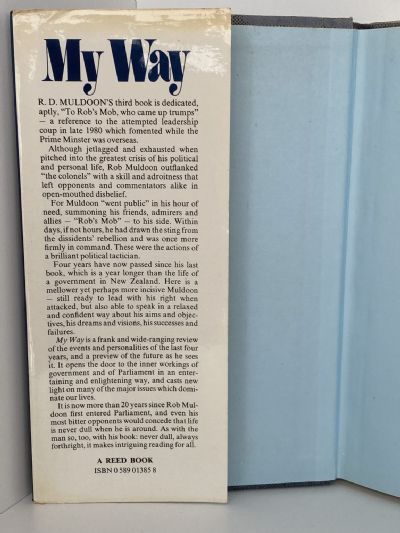 My Way
R. D. MULDOON'S third book is dedicated,
aptly, "To Rob's Mob, who came up trumps"
— a reference to the attempted leadership
coup in late 1980 which fomented while the
Prime Minster was overseas.
Although jetlagged and exhausted when
pitched into the greatest crisis of his political
and personal life, Rob Muldoon outflanked
"the colonels" with a skill and adroitness that
left opponents and commentators alike in
open-mouthed disbelief.
For Muldoon "went public" in his hour of
need, summoning his friends, admirers and
allies — "Rob's Mob" — to his side. Within
days, if not hours, he had drawn the sting from
the dissidents' rebellion and was once more
firmly in command. These were the actions of
a brilliant political tactician.
Four years have now passed since his last
book, which is a year longer than the life of
a government in New Zealand. Here is a
mellower yet perhaps more incisive Muldoon
— still ready to lead with his right when
attacked, but also able to speak in a relaxed
and confident way about his aims and objec-
tives, his dreams and visions, his successes and
failures.
My Way is a frank and wide-ranging review
of the events and personalities of the last four
years, and a preview of the future as he sees
it. It opens the door to the inner workings of
government and of Parliament in an enter-
taining and enlightening way, and casts new
light on many of the major issues which domi-
nate our lives.
It is now more than 20 years since Rob Mul-
doon first entered Parliament, and even his
most bitter opponents would concede that life
is never dull when he is around. As with the
man so, too, with his book: never dull, always
forthright, it makes intriguing reading for all.
A REED BOOK
ISBN 0 589 01385 8